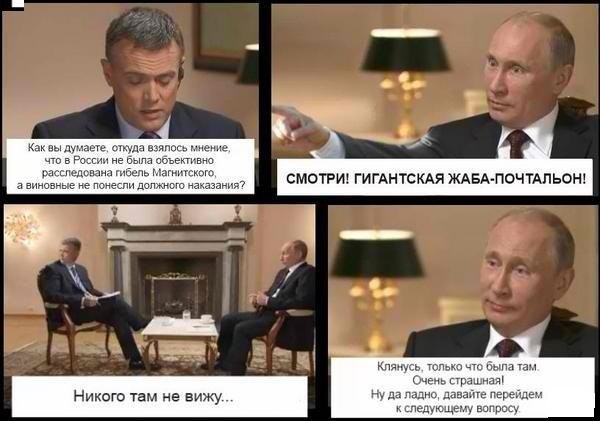 Как вы думаете, откуда взялось мнение,
что в России не была объективно
расследована гибель Магнитского,
а виновные не понесли должного наказания?
СМОТРИ! ГИГАНТСКАЯ ЖАБА-ПОЧТАЛЬОН!
Никого там не вижу...
Клянусь, только что была там.
Очень страшная!
Ну да ладно, давайте перейдем
к следующему вопросу.